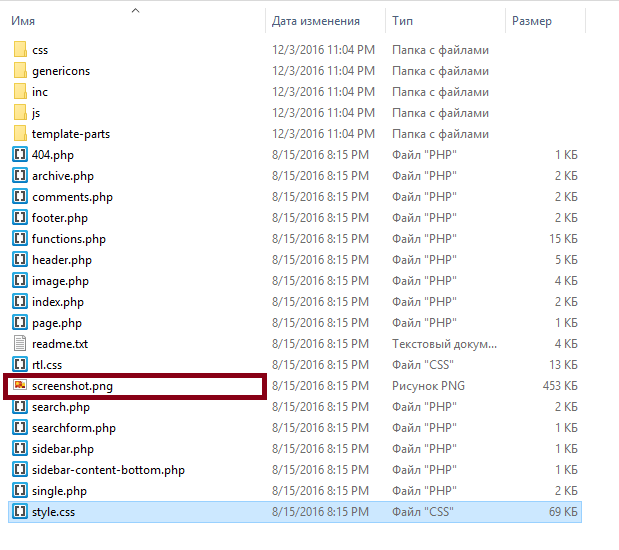 Имя Дата изменения Тип Размер
css 12/3/2016 11:04 PM Папка с файлами
genericons 12/3/2016 11:04 PM Папка с файлами
inc 12/3/2016 11:04 PM Папка с файлами
js 12/3/2016 11:04 PM Папка с файлами
template-parts 12/3/2016 11:04 PM Папка с файлами
404.php 8/15/2016 8:15 PM Файл "PHP" 1 КБ
archive.php 8/15/2016 8:15 PM Файл "PHP" 2 КБ
comments.php 8/15/2016 8:15 PM Файл "PHP" 2 КБ
footer.php 8/15/2016 8:15 PM Файл "PHP" 2 КБ
functions.php 8/15/2016 8:15 PM Файл "PHP" 15 КБ
header.php 8/15/2016 8:15 PM Файл "PHP" 5 КБ
image.php 8/15/2016 8:15 PM Файл "PHP" 4 КБ
index.php 8/15/2016 8:15 PM Файл "PHP" 2 КБ
page.php 8/15/2016 8:15 PM Файл "PHP" 1 КБ
readme.txt 8/15/2016 8:15 PM Текстовый докум... 4 КБ
rtl.css 8/15/2016 8:15 PM Файл "CSS" 13 КБ
screenshot.png 8/15/2016 8:15 PM Рисунок PNG 453 КБ
search.php 8/15/2016 8:15 PM Файл "PHP" 2 КБ
searchform.php 8/15/2016 8:15 PM Файл "PHP" 1 КБ
sidebar.php 8/15/2016 8:15 PM Файл "PHP" 1 КБ
sidebar-content-bottom.php 8/15/2016 8:15 PM Файл "PHP" 1 КБ
single.php 8/15/2016 8:15 PM Файл "PHP" 2 КБ
style.css 8/15/2016 8:15 PM Файл "CSS" 69 КБ